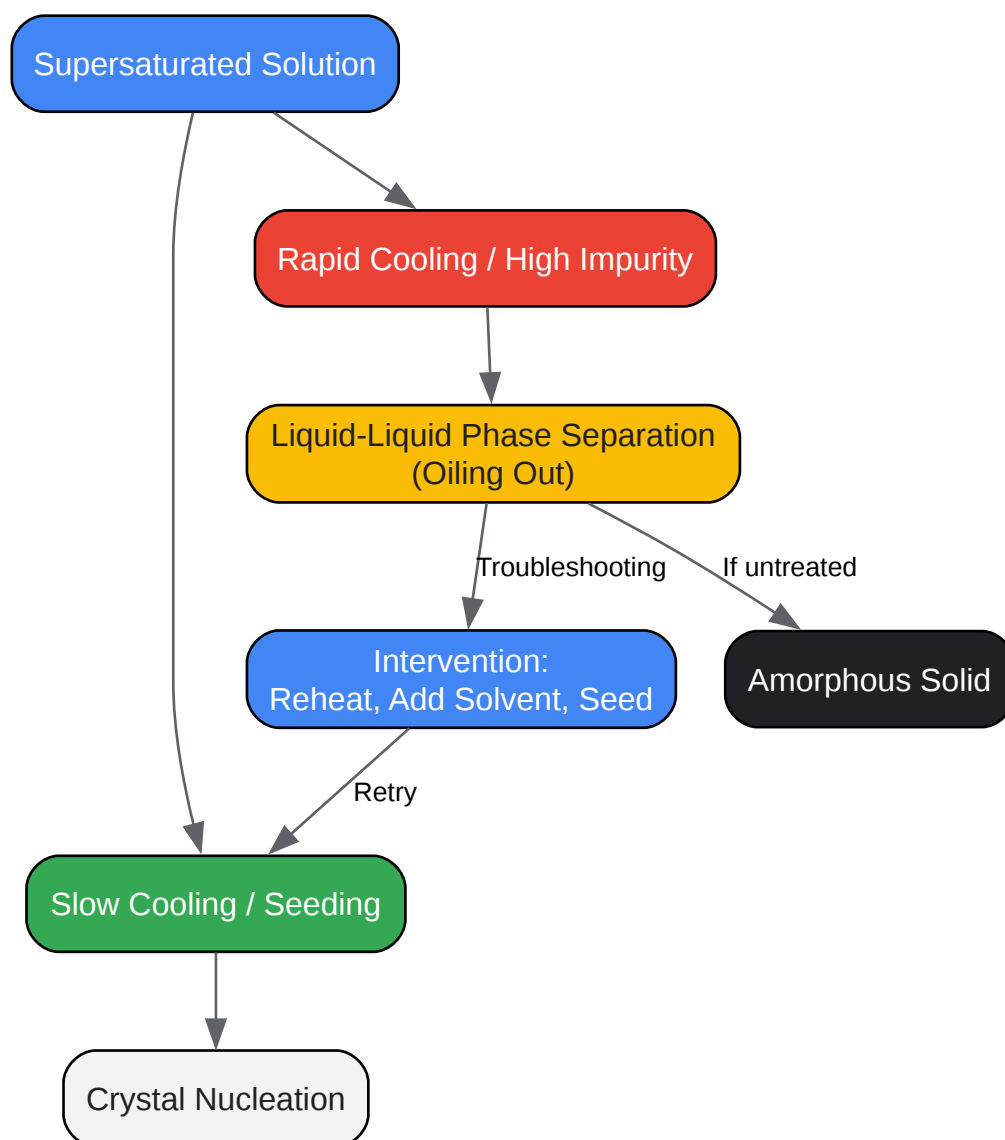 Supersaturated Solution
Rapid Cooling / High Impurity
Liquid-Liquid Phase Separation
(Oiling Out)
Troubleshooting
If untreated
Intervention:
Reheat, Add Solvent, Seed
Amorphous Solid
Retry
Slow Cooling / Seeding
Crystal Nucleation